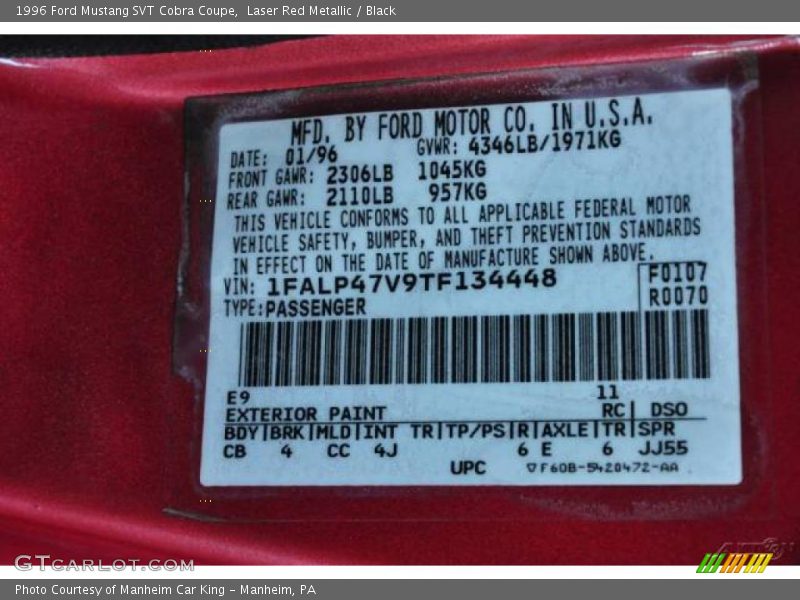 1996 Ford Mustang SVT Cobra Coupe, Laser Red Metallic / Black
MFD. BY FORD MOTOR CO. IN U.S.A.
DATE: 01/96 GVWR: 4346LB/1971KG
FRONT GAWR: 2306LB 1045KG
REAR GAWR: 2110LB 957KG
THIS VEHICLE CONFORMS TO ALL APPLICABLE FEDERAL MOTOR
VEHICLE SAFETY, BUMPER, AND THEFT PREVENTION STANDARDS
IN EFFECT ON THE DATE OF MANUFACTURE SHOWN ABOVE.
VIN: 1FALP47V9TF134448 F0107
TYPE:PASSENGER R0070
E9 11
EXTERIOR PAINT RC| DSO
BDY|BRK|MLD|INT TR|TP/PS|R|AXLE|TR|SPR
CB 4 CC 4J 6 E 6 JJ55
UPC ▽F60B-5420472-AA
GTCARLOT.COM
Photo Courtesy of Manheim Car King – Manheim, PA